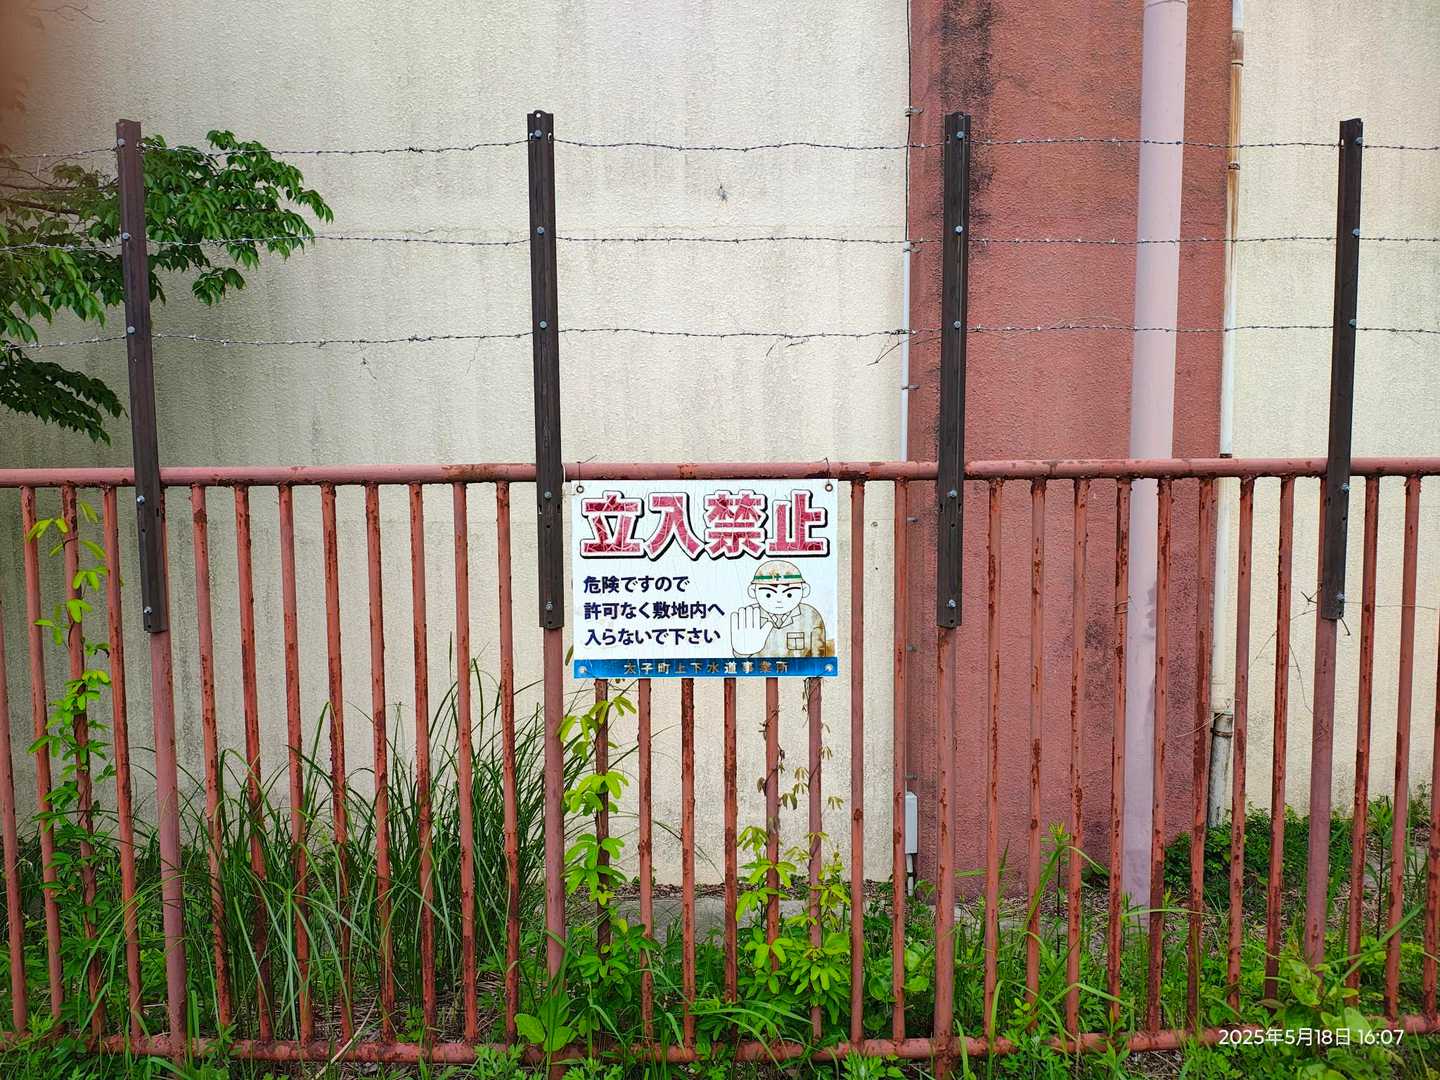 立入禁止
危険ですので
許可なく敷地内へ
入らないで下さい
太子町上下水道事業所
2025年5月18日 16:07